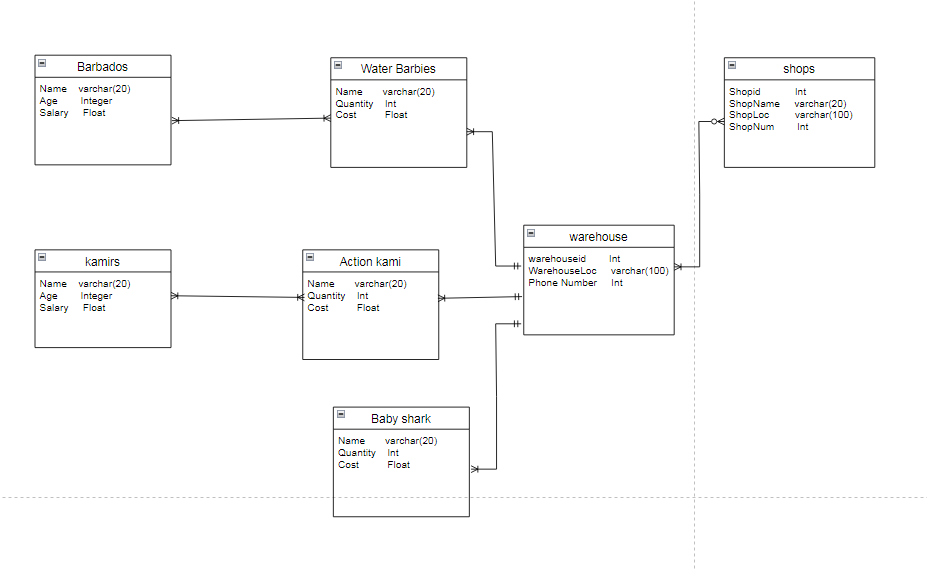 Barbados
Name varchar(20)
Age Integer
Salary Float
Water Barbies
Name varchar(20)
Quantity Int
Cost Float
shops
Shopid Int
ShopName varchar(20)
ShopLoc varchar(100)
ShopNum Int
warehouse
warehouseid Int
WarehouseLoc varchar(100)
Phone Number Int
kamirs
Name varchar(20)
Age Integer
Salary Float
Action kami
Name varchar(20)
Quantity Int
Cost Float
Baby shark
Name varchar(20)
Quantity Int
Cost Float